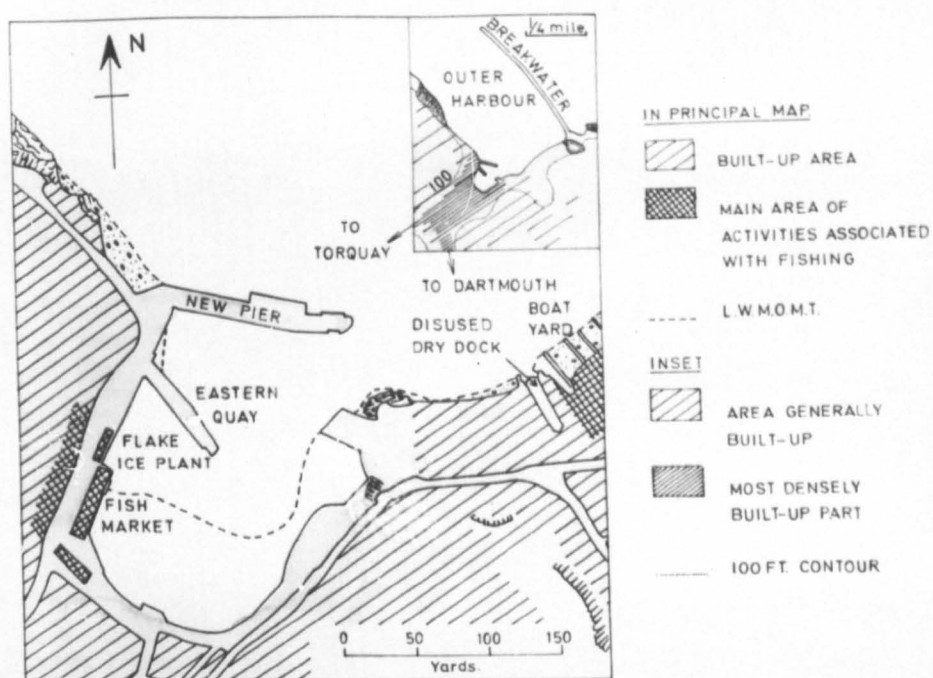 N
1/4 mile
BREAKWATER
OUTER
HARBOUR
100
TO
TORQUAY
TO DARTMOUTH
NEW PIER
DISUSED
DRY DOCK
BOAT
YARD
EASTERN
QUAY
FLAKE
ICE PLANT
FISH
MARKET
0 50 100 150
Yards.
IN PRINCIPAL MAP
BUILT-UP AREA
MAIN AREA OF
ACTIVITIES ASSOCIATED
WITH FISHING
L.W.M.O.M.T.
INSET
AREA GENERALLY
BUILT-UP
MOST DENSELY
BUILT-UP PART
100 FT. CONTOUR